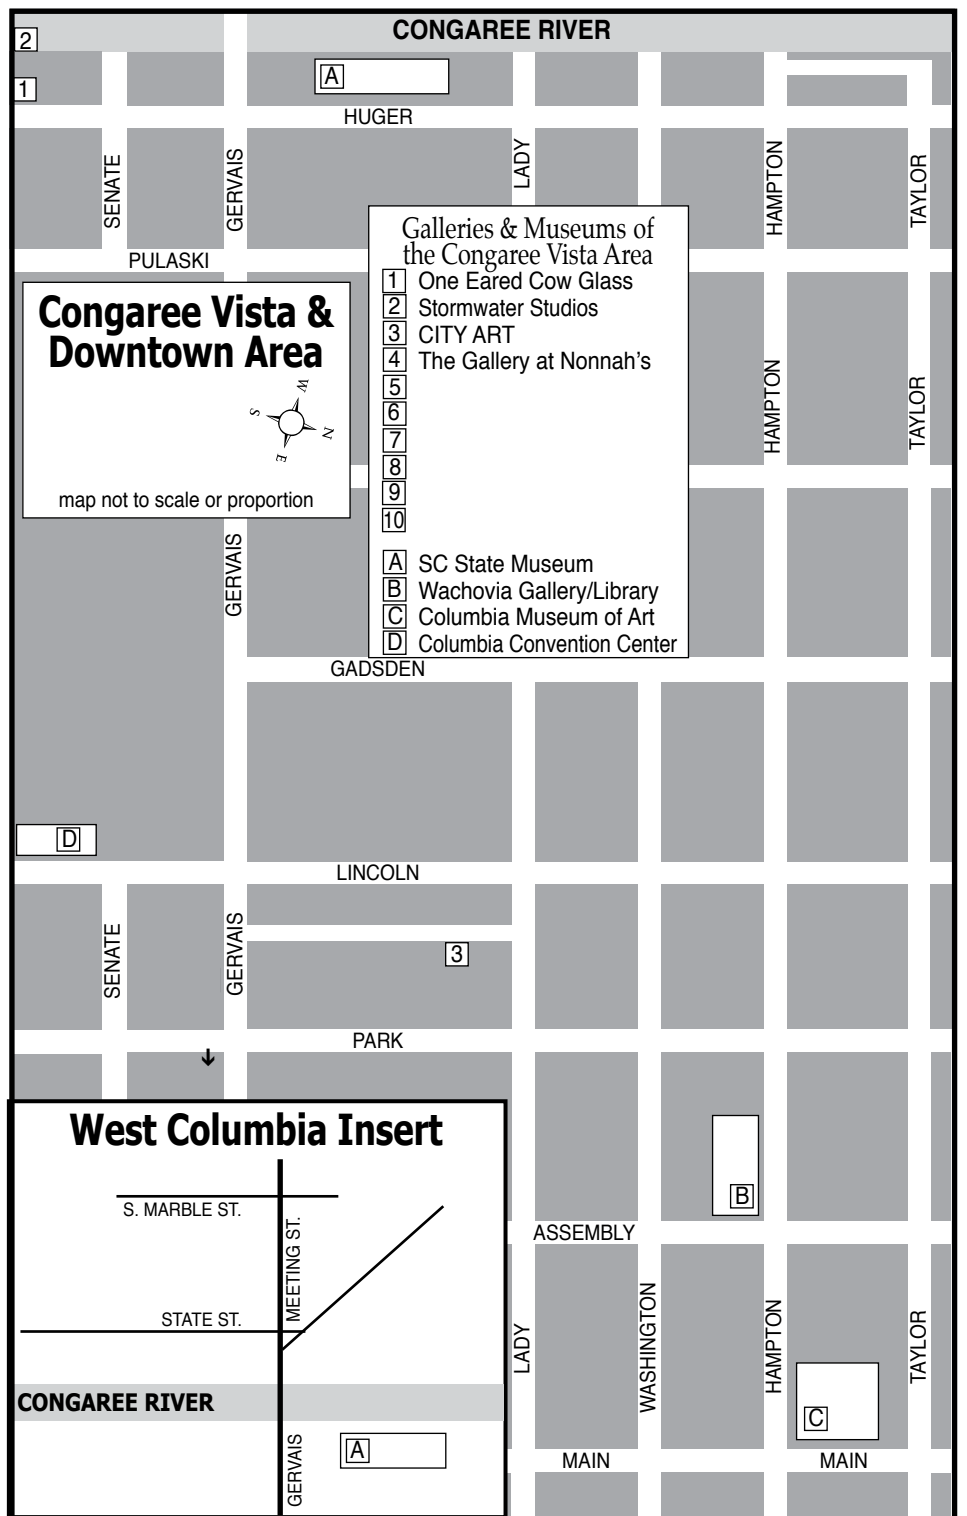 CONGAREE RIVER
2
A
1
HUGER
SENATE
GERVAIS
LADY
HAMPTON
TAYLOR
PULASKI
Galleries & Museums of
the Congaree Vista Area
1 One Eared Cow Glass
2 Stormwater Studios
3 CITY ART
4 The Gallery at Nonnah's
5
6
7
8
9
10
A SC State Museum
B Wachovia Gallery/Library
C Columbia Museum of Art
D Columbia Convention Center
Congaree Vista &
Downtown Area
W
S
N
E
map not to scale or proportion
HAMPTON
TAYLOR
GERVAIS
GADSDEN
D
LINCOLN
SENATE
GERVAIS
3
PARK
West Columbia Insert
S. MARBLE ST.
MEETING ST.
STATE ST.
CONGAREE RIVER
GERVAIS
A
B
ASSEMBLY
LADY
WASHINGTON
HAMPTON
TAYLOR
C
MAIN
MAIN